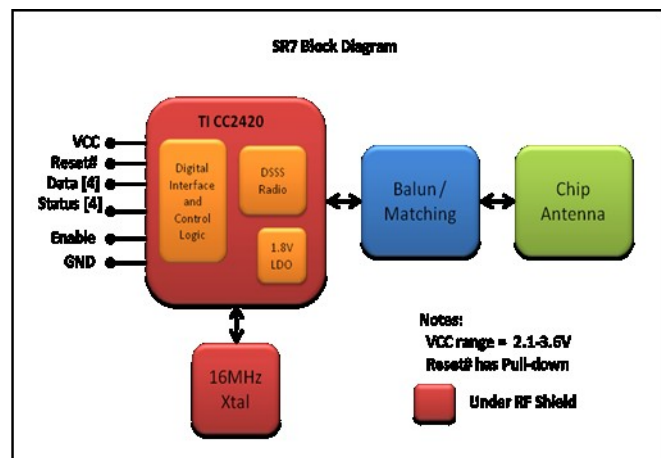 SR7 Block Diagram
TI CC2420
VCC
Reset#
Data [4]
Status [4]
Enable
GND
Digital
Interface
and
Control
Logic
DSSS
Radio
1.8V
LDO
Balun /
Matching
Chip
Antenna
16MHz
Xtal
Notes:
VCC range = 2.1-3.6V
Reset# has Pull-down
Under RF Shield